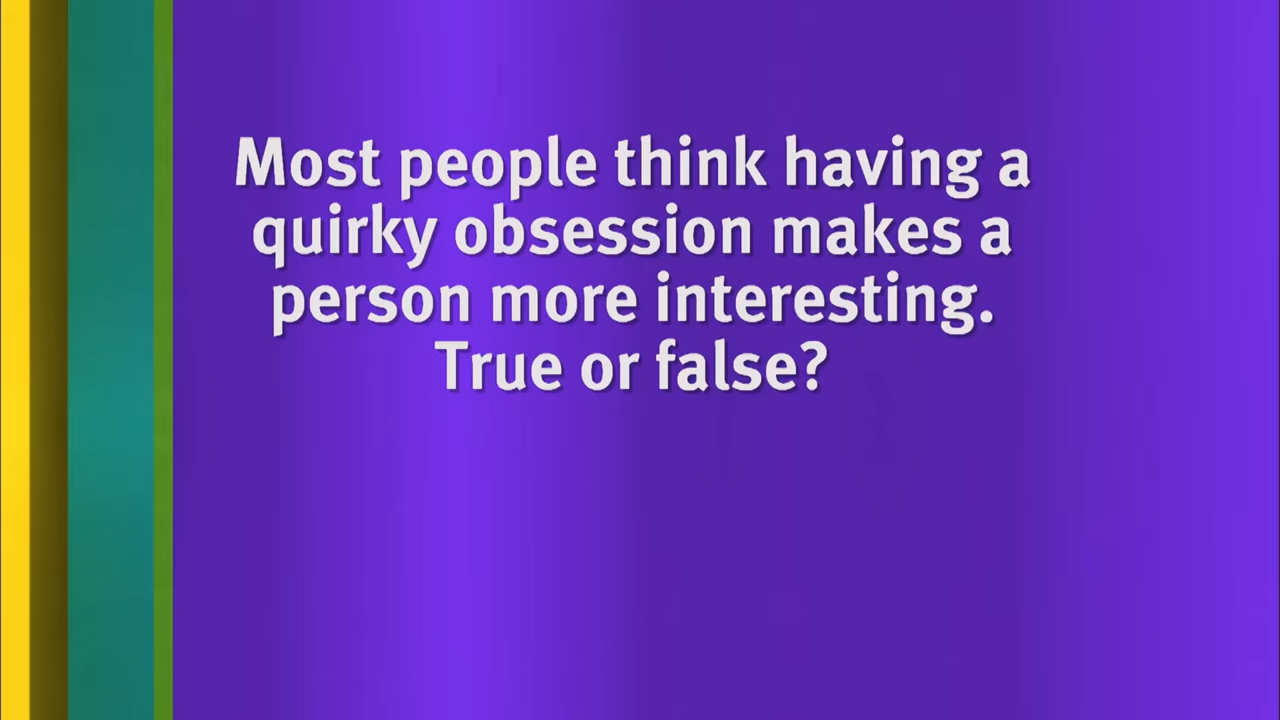 Most people think having a
quirky obsession makes a
person more interesting.
True or false?